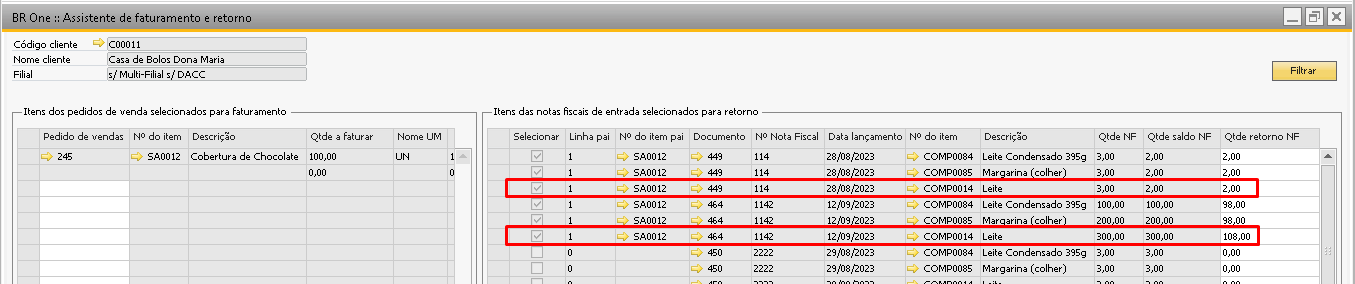 BR One :: Assistente de faturamento e retorno
Código cliente C00011
Nome cliente Casa de Bolos Dona Maria
Filial s/ Multi-Filial s/ DACC
Filtrar
Itens dos pedidos de venda selecionados para faturamento
Pedido de vendas Nº do item Descrição Qtde a faturar Nome UM
245 SA0012 Cobertura de Chocolate 100,00 UN 1
0,00 0
Itens das notas fiscais de entrada selecionados para retorno
Selecionar Linha pai Nº do item pai Documento Nº Nota Fiscal Data lançamento Nº do item Descrição Qtde NF Qtde saldo NF Qtde retorno NF
1 SA0012 449 114 28/08/2023 COMP0084 Leite Condensado 395g 3,00 2,00 2,00
1 SA0012 449 114 28/08/2023 COMP0085 Margarina (colher) 3,00 2,00 2,00
1 SA0012 449 114 28/08/2023 COMP0014 Leite 3,00 2,00 2,00
1 SA0012 464 1142 12/09/2023 COMP0084 Leite Condensado 395g 100,00 100,00 98,00
1 SA0012 464 1142 12/09/2023 COMP0085 Margarina (colher) 200,00 200,00 98,00
1 SA0012 464 1142 12/09/2023 COMP0014 Leite 300,00 300,00 108,00
0 450 2222 29/08/2023 COMP0084 Leite Condensado 395g 3,00 3,00 0,00
0 450 2222 29/08/2023 COMP0085 Margarina (colher) 3,00 3,00 0,00